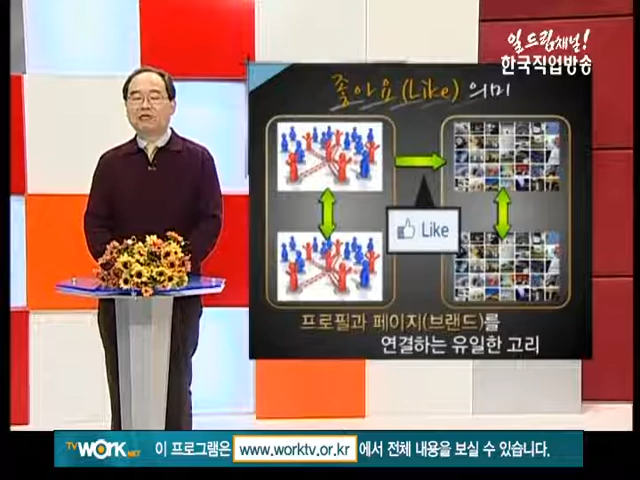 일드림채널!
한국직업방송
좋아요(Like) 의미
Like
프로필과 페이지(브랜드)를
연결하는 유일한 고리
TV WORK NET 이 프로그램은 www.worktv.or.kr 에서 전체 내용을 보실 수 있습니다.